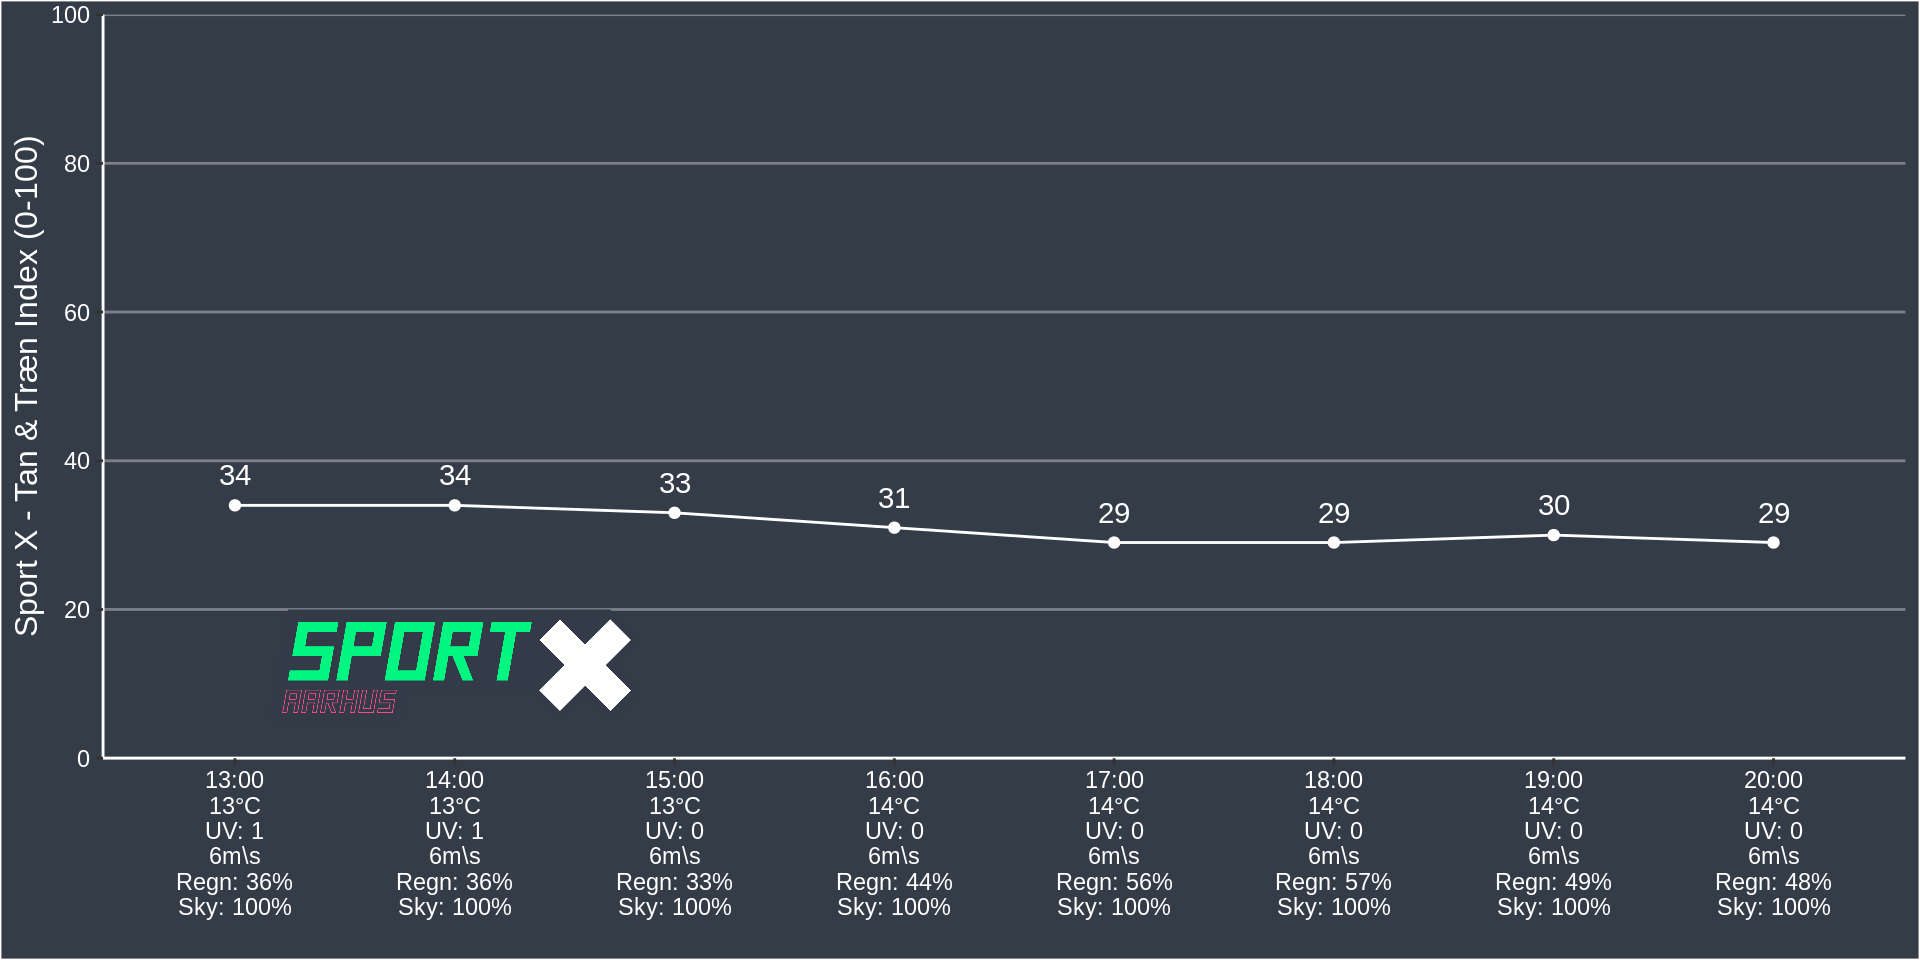 Sport X - Tan & Træn Index (0-100)
100
80
60
40
20
0
34
34
33
31
29
29
30
29
SPORT X
AARHUS
13:00
13°C
UV: 1
6m\s
Regn: 36%
Sky: 100%
14:00
13°C
UV: 1
6m\s
Regn: 36%
Sky: 100%
15:00
13°C
UV: 0
6m\s
Regn: 33%
Sky: 100%
16:00
14°C
UV: 0
6m\s
Regn: 44%
Sky: 100%
17:00
14°C
UV: 0
6m\s
Regn: 56%
Sky: 100%
18:00
14°C
UV: 0
6m\s
Regn: 57%
Sky: 100%
19:00
14°C
UV: 0
6m\s
Regn: 49%
Sky: 100%
20:00
14°C
UV: 0
6m\s
Regn: 48%
Sky: 100%